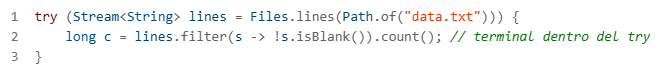 1 try (Stream<String> lines = Files.lines(Path.of("data.txt"))) {
2     long c = lines.filter(s -> !s.isBlank()).count(); // terminal dentro del try
3 }